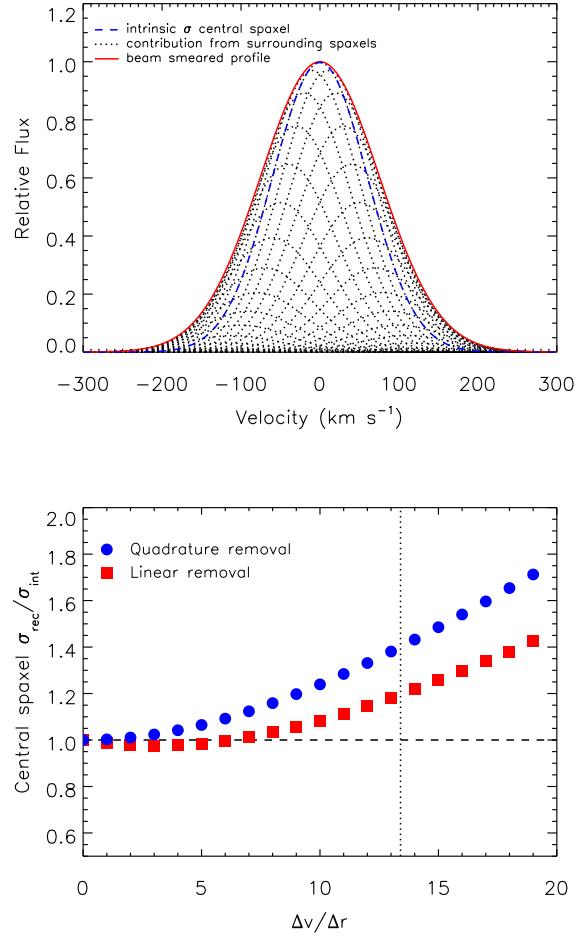 intrinsic σ central spaxel
contribution from surrounding spaxels
beam smeared profile
Relative Flux
1.0
0.8
0.6
0.4
0.2
0.0
−300 −200 −100 0 100 200 300
Velocity (km s⁻¹)
Quadrature removal
Linear removal
Central spaxel σrec/σint
2.0
1.8
1.6
1.4
1.2
1.0
0.8
0.6
0 5 10 15 20
Δv/Δr